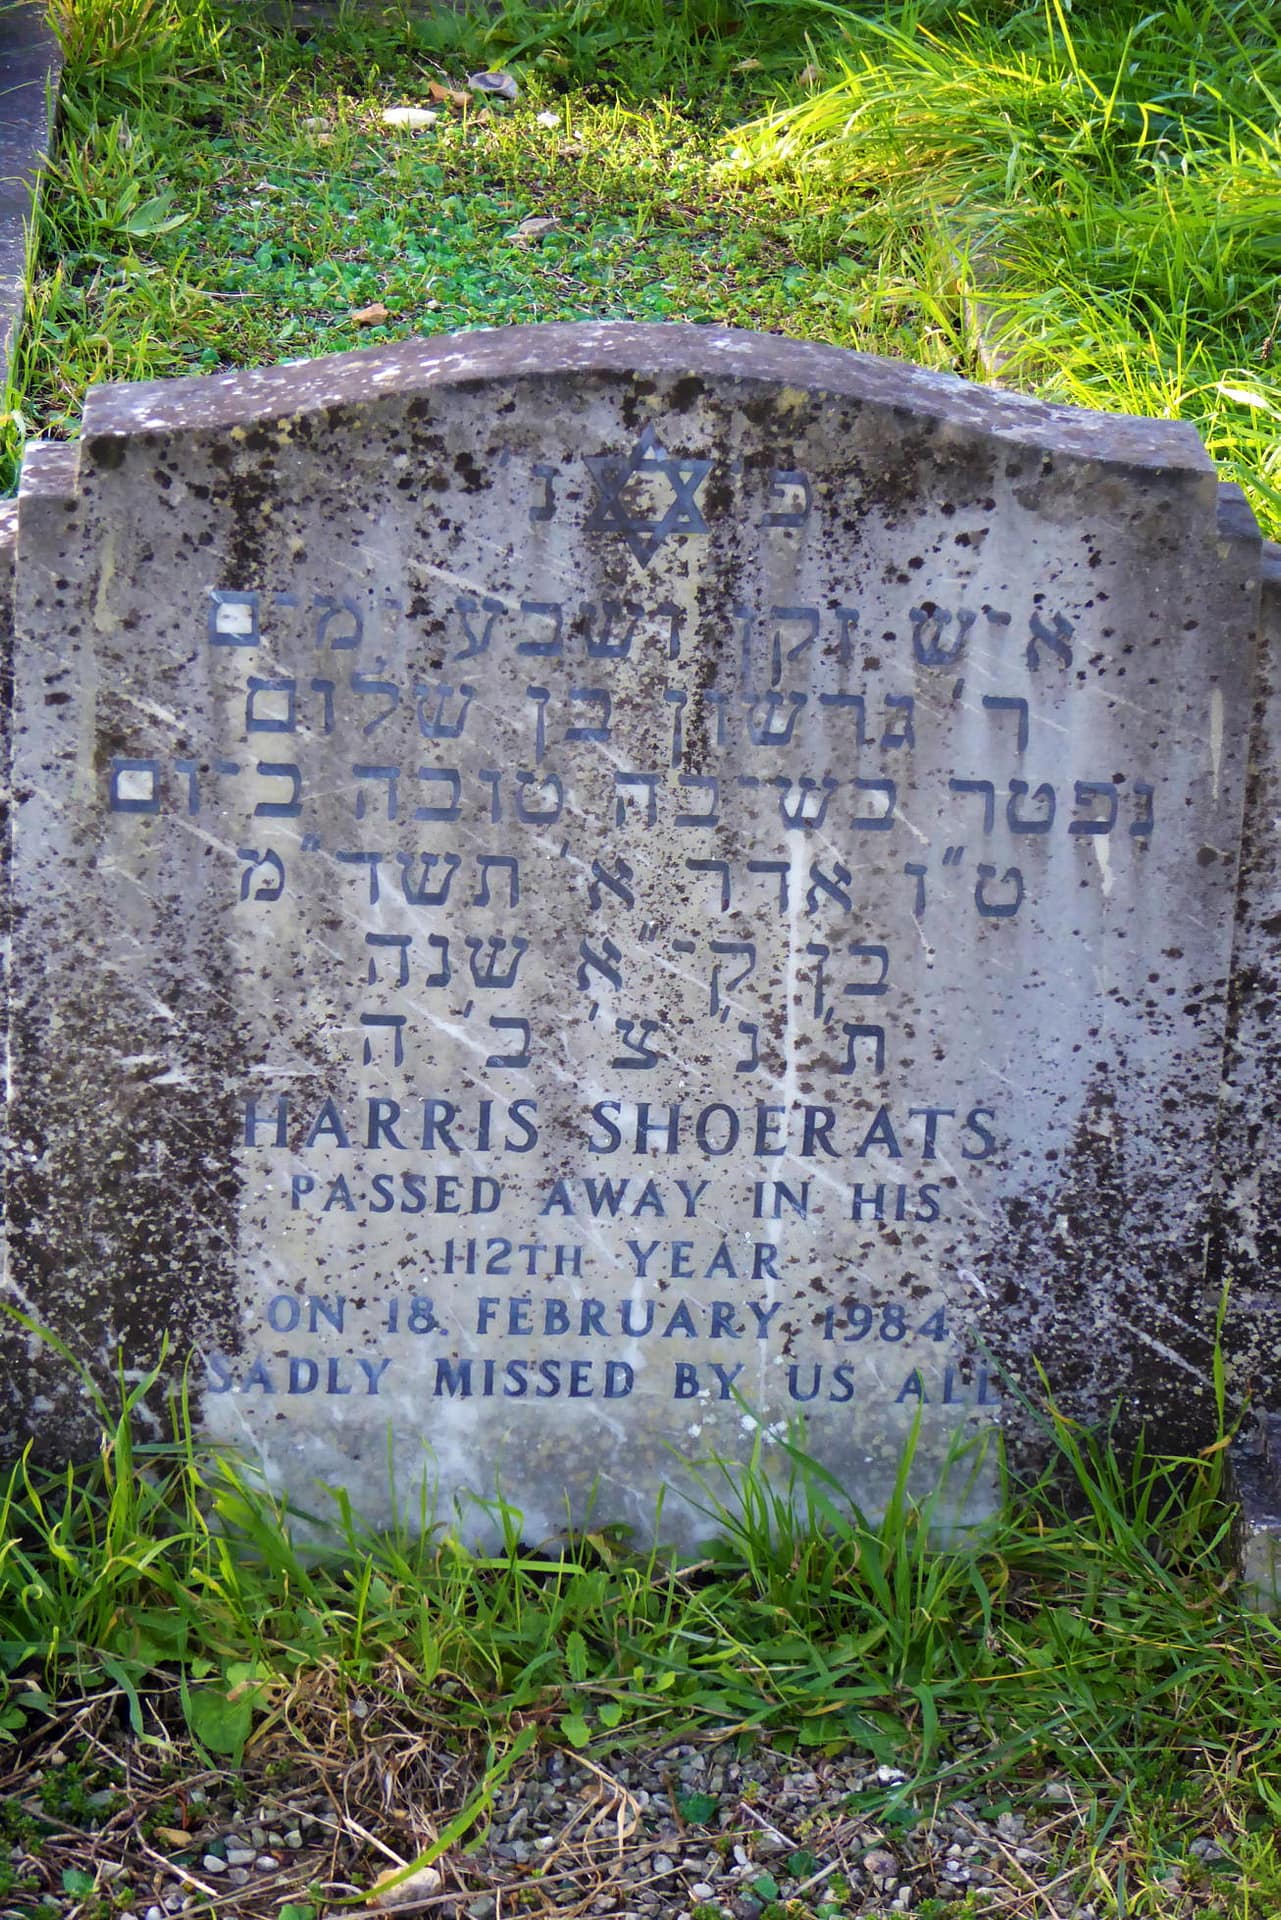 פ' נ'
איש זקן ושבע ימים
ר' גרשון בן שלום
נפטר בשיבה טובה ביום
ט"ו אדר א' תשד"מ
בן קי"א שנה
ת' נ' צ' ב' ה'
HARRIS SHOERATS
PASSED AWAY IN HIS
112TH YEAR
ON 18. FEBRUARY 1984
SADLY MISSED BY US ALL